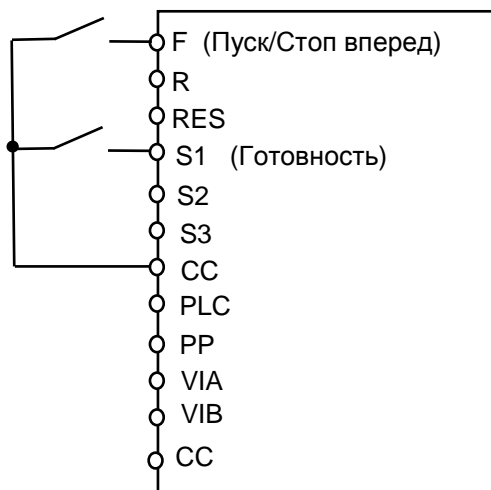 F (Пуск/Стоп вперед)
R
RES
S1 (Готовность)
S2
S3
CC
PLC
PP
VIA
VIB
CC